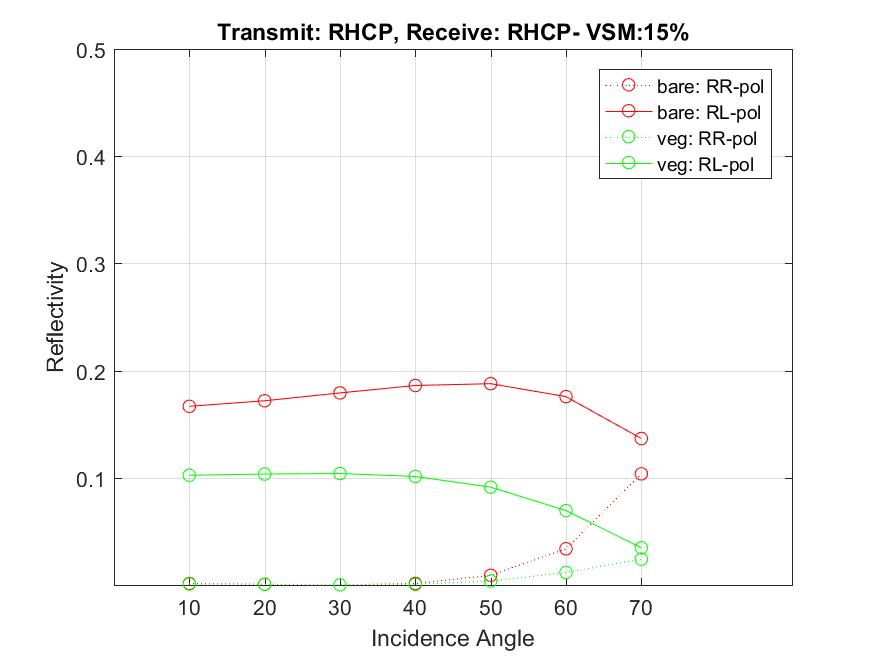 Transmit: RHCP, Receive: RHCP- VSM:15%
0.5
bare: RR-pol
bare: RL-pol
0.4
veg: RR-pol
veg: RL-pol
0.3
Reflectivity
0.2
0.1
10 20 30 40 50 60 70
Incidence Angle